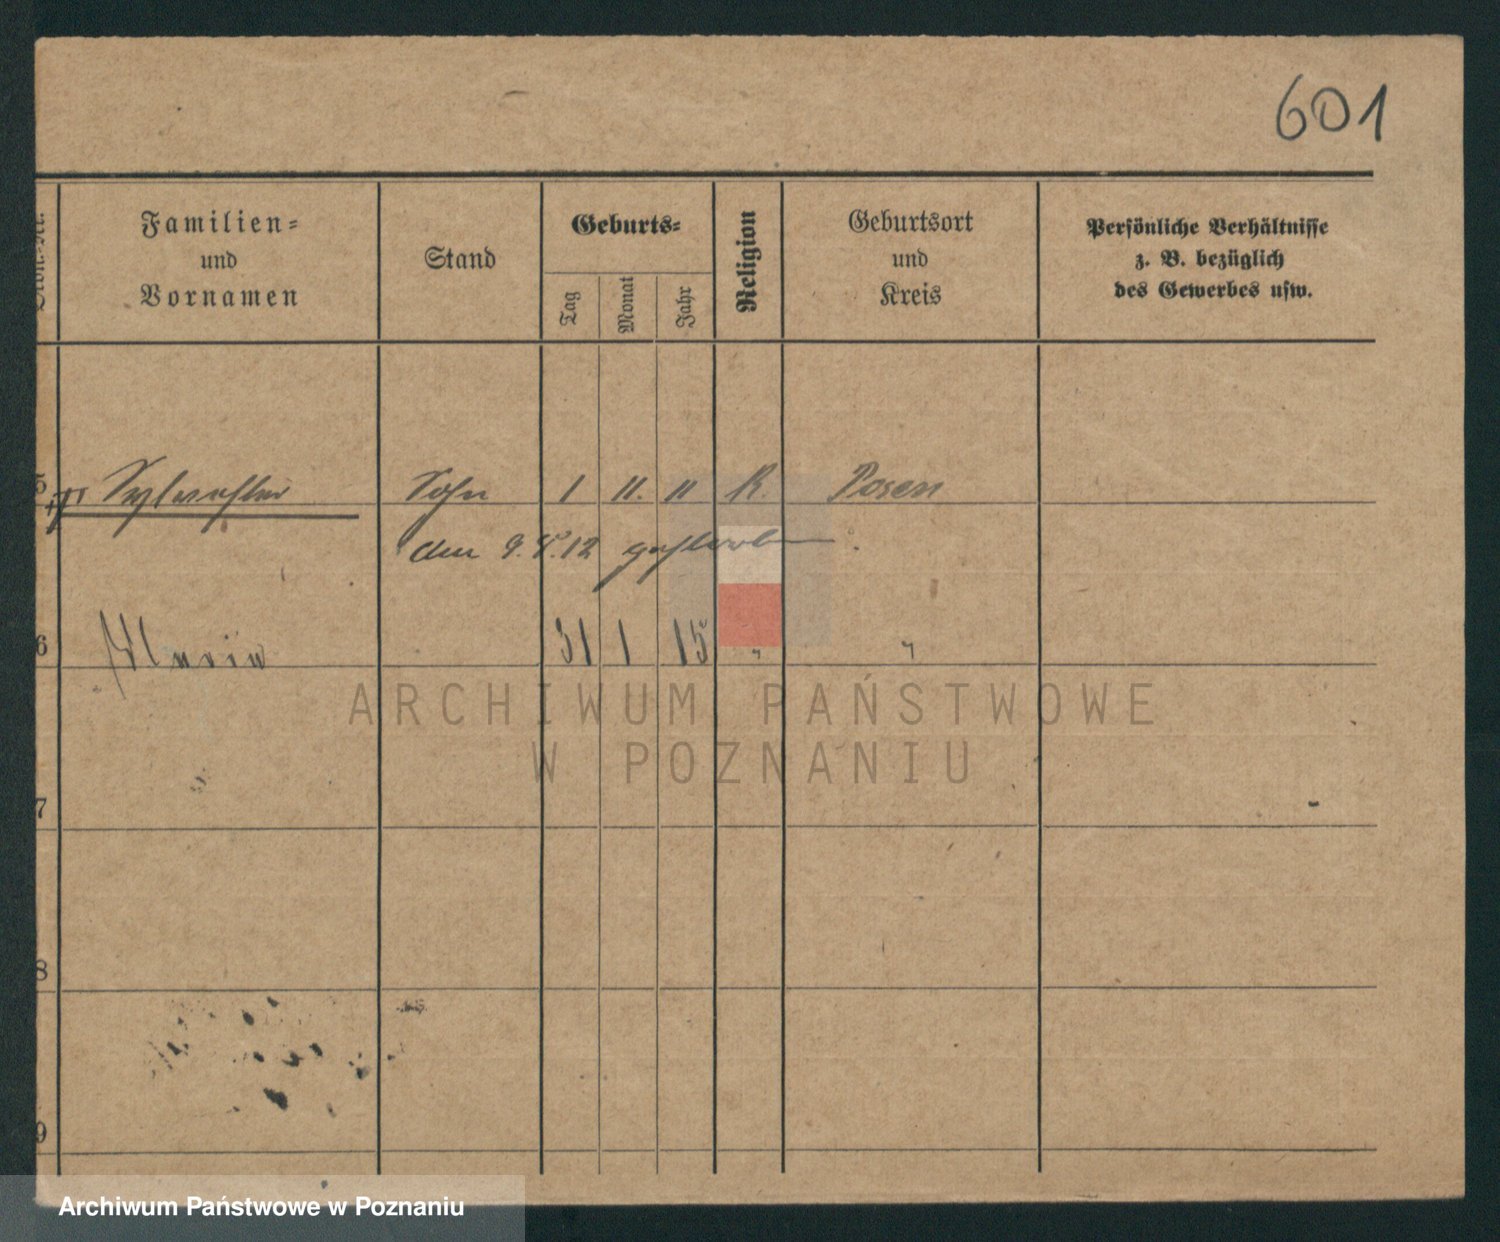 601
Familien=
und
Vornamen
Stand
Geburts=
Tag
Monat
Jahr
Religion
Geburtsort
und
Kreis
Persönliche Verhältnisse
z. B. bezüglich
des Gewerbes usw.
5 Sylvester Sohn 1 11. 11 K. Posen
den 9. 12 gestorben.
6 Maria 31 1 15 " "
7
8
9
ARCHIWUM PAŃSTWOWE
W POZNANIU
Archiwum Państwowe w Poznaniu